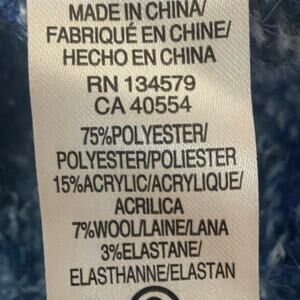 MADE IN CHINA/
FABRIQUÉ EN CHINE/
HECHO EN CHINA
RN 134579
CA 40554
75%POLYESTER/
POLYESTER/POLIESTER
15%ACRYLIC/ACRYLIQUE/
ACRILICA
7%WOOL/LAINE/LANA
3%ELASTANE/
ELASTHANNE/ELASTAN